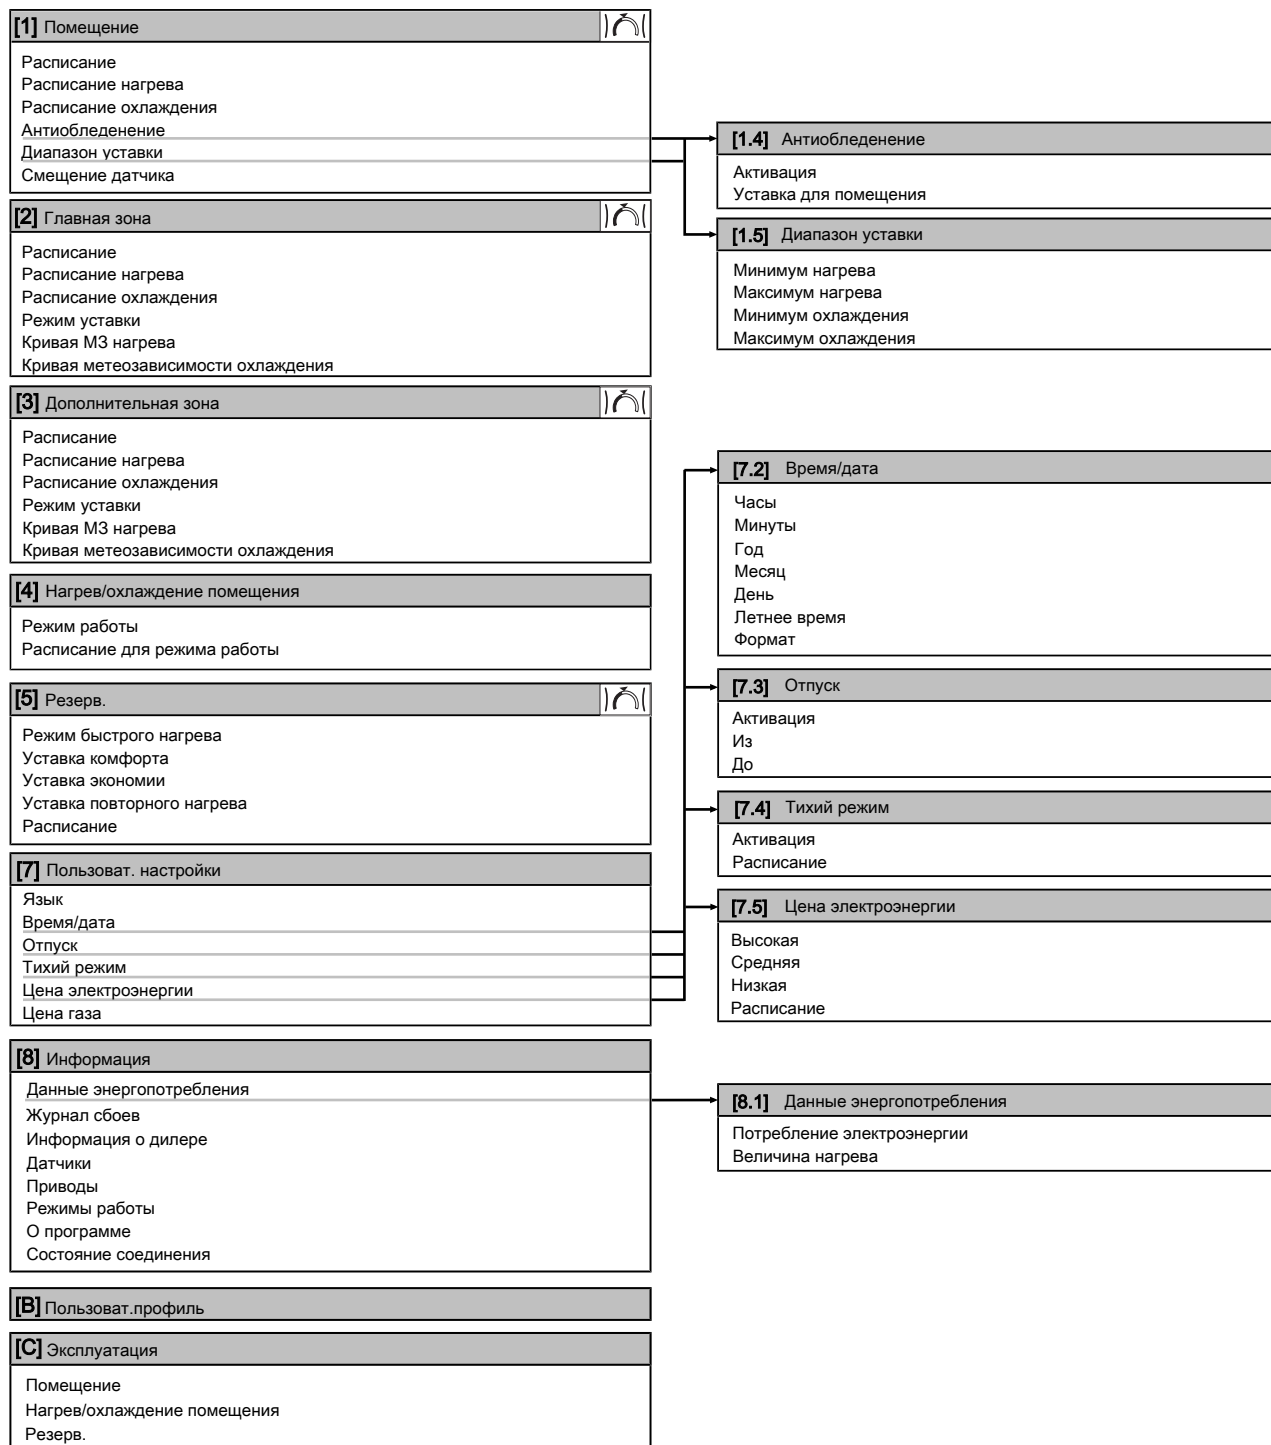 [1] Помещение
Расписание
Расписание нагрева
Расписание охлаждения
Антиобледенение
Диапазон уставки
Смещение датчика
[1.4] Антиобледенение
Активация
Уставка для помещения
[1.5] Диапазон уставки
Минимум нагрева
Максимум нагрева
Минимум охлаждения
Максимум охлаждения
[2] Главная зона
Расписание
Расписание нагрева
Расписание охлаждения
Режим уставки
Кривая МЗ нагрева
Кривая метеозависимости охлаждения
[3] Дополнительная зона
Расписание
Расписание нагрева
Расписание охлаждения
Режим уставки
Кривая МЗ нагрева
Кривая метеозависимости охлаждения
[4] Нагрев/охлаждение помещения
Режим работы
Расписание для режима работы
[5] Резерв.
Режим быстрого нагрева
Уставка комфорта
Уставка экономии
Уставка повторного нагрева
Расписание
[7] Пользоват. настройки
Язык
Время/дата
Отпуск
Тихий режим
Цена электроэнергии
Цена газа
[7.2] Время/дата
Часы
Минуты
Год
Месяц
День
Летнее время
Формат
[7.3] Отпуск
Активация
Из
До
[7.4] Тихий режим
Активация
Расписание
[7.5] Цена электроэнергии
Высокая
Средняя
Низкая
Расписание
[8] Информация
Данные энергопотребления
Журнал сбоев
Информация о дилере
Датчики
Приводы
Режимы работы
О программе
Состояние соединения
[8.1] Данные энергопотребления
Потребление электроэнергии
Величина нагрева
[B] Пользоват.профиль
[C] Эксплуатация
Помещение
Нагрев/охлаждение помещения
Резерв.